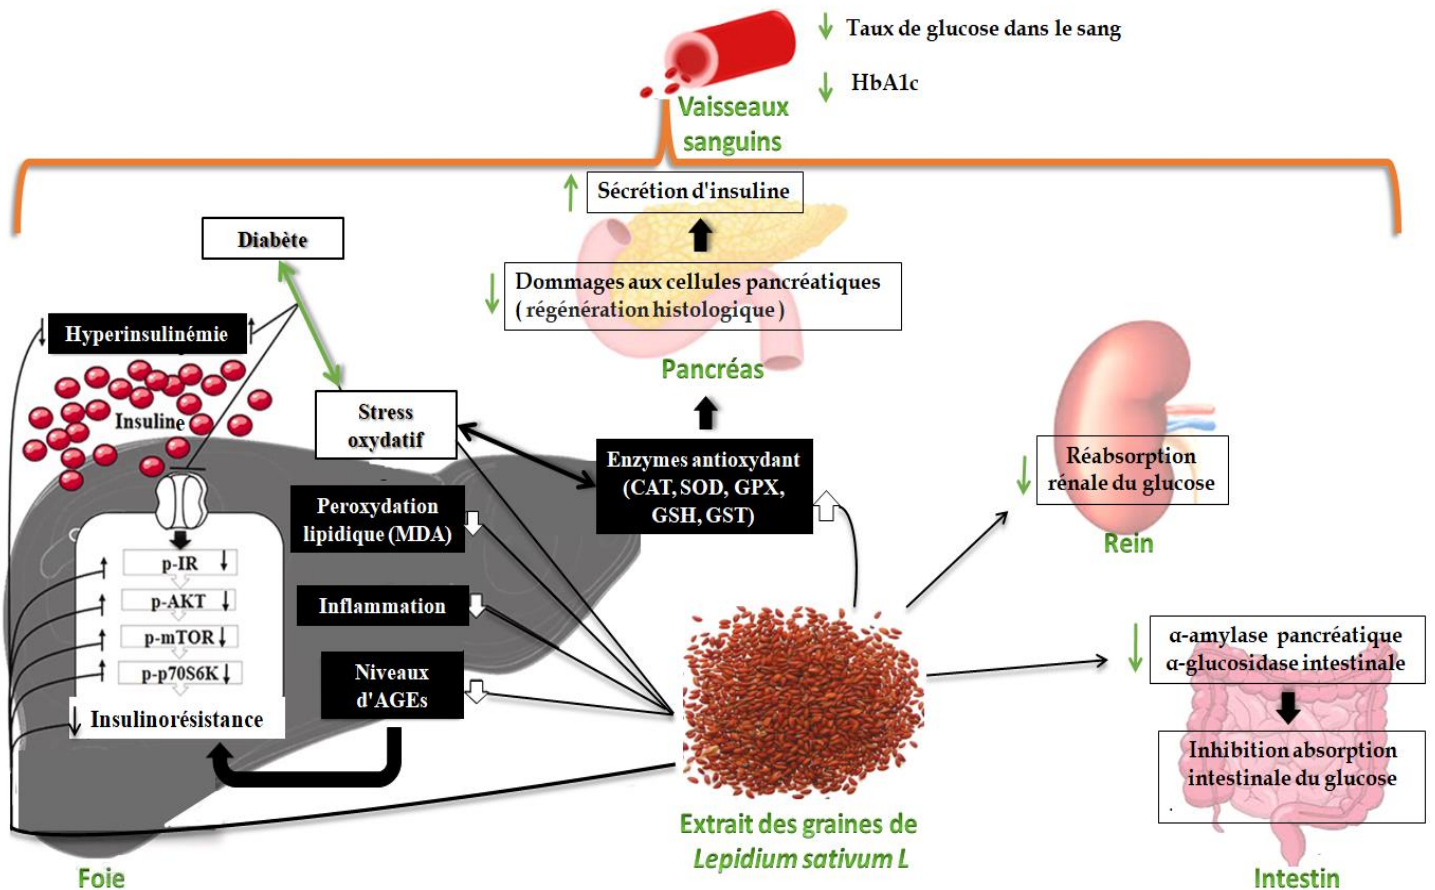 Taux de glucose dans le sang
HbA1c
Vaisseaux
sanguins
Sécrétion d'insuline
Diabète
Dommages aux cellules pancréatiques
( régénération histologique )
Hyperinsulinémie
Pancréas
Insuline
Stress
oxydatif
Enzymes antioxydant
(CAT, SOD, GPX,
GSH, GST)
Réabsorption
rénale du glucose
Rein
Peroxydation
lipidique (MDA)
p-IR
p-AKT
p-mTOR
p-p70S6K
Insulinorésistance
Inflammation
Niveaux
d'AGEs
α-amylase pancréatique
α-glucosidase intestinale
Inhibition absorption
intestinale du glucose
.
Extrait des graines de
Lepidium sativum L
Foie
Intestin